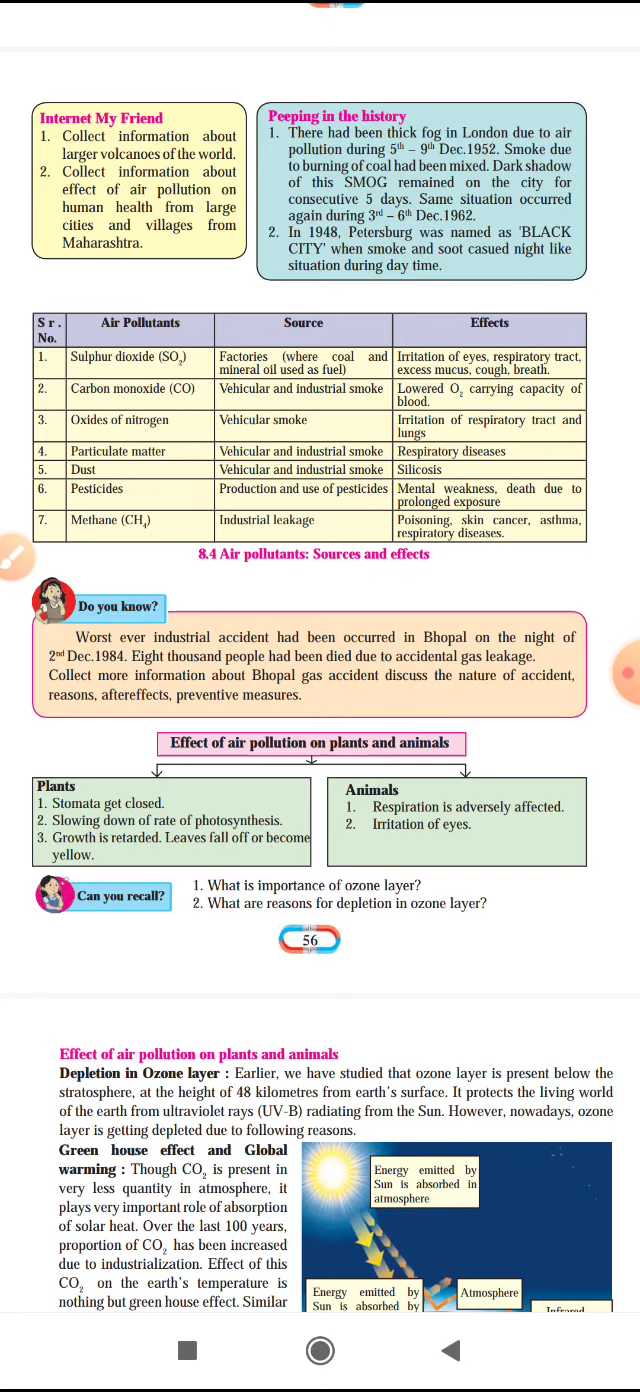 Internet My Friend
1. Collect information about
larger volcanoes of the world.
2. Collect information about
effect of air pollution on
human health from large
cities and villages from
Maharashtra.
Peeping in the history
1. There had been thick fog in London due to air
pollution during 5th – 9th Dec.1952. Smoke due
to burning of coal had been mixed. Dark shadow
of this SMOG remained on the city for
consecutive 5 days. Same situation occurred
again during 3rd – 6th Dec.1962.
2. In 1948, Petersburg was named as 'BLACK
CITY' when smoke and soot casued night like
situation during day time.
Sr. No. Air Pollutants Source Effects
1. Sulphur dioxide (SO₂) Factories (where coal and Irritation of eyes, respiratory tract,
mineral oil used as fuel) excess mucus, cough, breath.
2. Carbon monoxide (CO) Vehicular and industrial smoke Lowered O₂ carrying capacity of
blood.
3. Oxides of nitrogen Vehicular smoke Irritation of respiratory tract and
lungs
4. Particulate matter Vehicular and industrial smoke Respiratory diseases
5. Dust Vehicular and industrial smoke Silicosis
6. Pesticides Production and use of pesticides Mental weakness, death due to
prolonged exposure
7. Methane (CH₄) Industrial leakage Poisoning, skin cancer, asthma,
respiratory diseases.
8.4 Air pollutants: Sources and effects
Do you know?
Worst ever industrial accident had been occurred in Bhopal on the night of
2nd Dec.1984. Eight thousand people had been died due to accidental gas leakage.
Collect more information about Bhopal gas accident discuss the nature of accident,
reasons, aftereffects, preventive measures.
Effect of air pollution on plants and animals
Plants
1. Stomata get closed.
2. Slowing down of rate of photosynthesis.
3. Growth is retarded. Leaves fall off or become
yellow.
Animals
1. Respiration is adversely affected.
2. Irritation of eyes.
Can you recall?
1. What is importance of ozone layer?
2. What are reasons for depletion in ozone layer?
56
Effect of air pollution on plants and animals
Depletion in Ozone layer : Earlier, we have studied that ozone layer is present below the
stratosphere, at the height of 48 kilometres from earth's surface. It protects the living world
of the earth from ultraviolet rays (UV-B) radiating from the Sun. However, nowadays, ozone
layer is getting depleted due to following reasons.
Green house effect and Global
warming : Though CO₂ is present in
very less quantity in atmosphere, it
plays very important role of absorption
of solar heat. Over the last 100 years,
proportion of CO₂ has been increased
due to industrialization. Effect of this
CO₂ on the earth's temperature is
nothing but green house effect. Similar
Energy emitted by
Sun is absorbed in
atmosphere
Energy emitted by
Sun is absorbed by
Atmosphere
Infrared